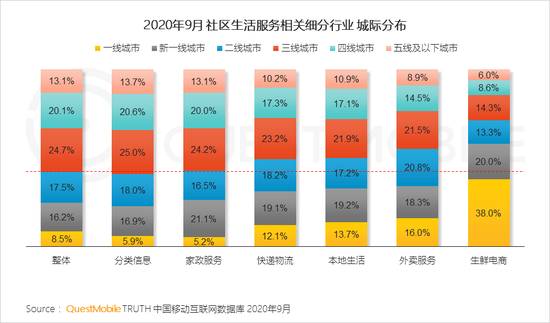 2020年9月 社区生活服务相关细分行业 城际分布
一线城市 新一线城市 二线城市 三线城市 四线城市 五线及以下城市
13.1% 13.7% 13.1% 10.2% 10.9% 8.9% 6.0%
20.1% 20.6% 20.0% 17.3% 17.1% 14.5% 8.6%
24.7% 25.0% 24.2% 23.2% 21.9% 21.5% 14.3%
17.5% 18.0% 16.5% 18.2% 17.2% 20.8% 13.3%
16.2% 16.9% 21.1% 19.1% 19.2% 18.3% 20.0%
8.5% 5.9% 5.2% 12.1% 13.7% 16.0% 38.0%
整体 分类信息 家政服务 快递物流 本地生活 外卖服务 生鲜电商
QUESTMOBILE
Source : QuestMobile TRUTH 中国移动互联网数据库 2020年9月